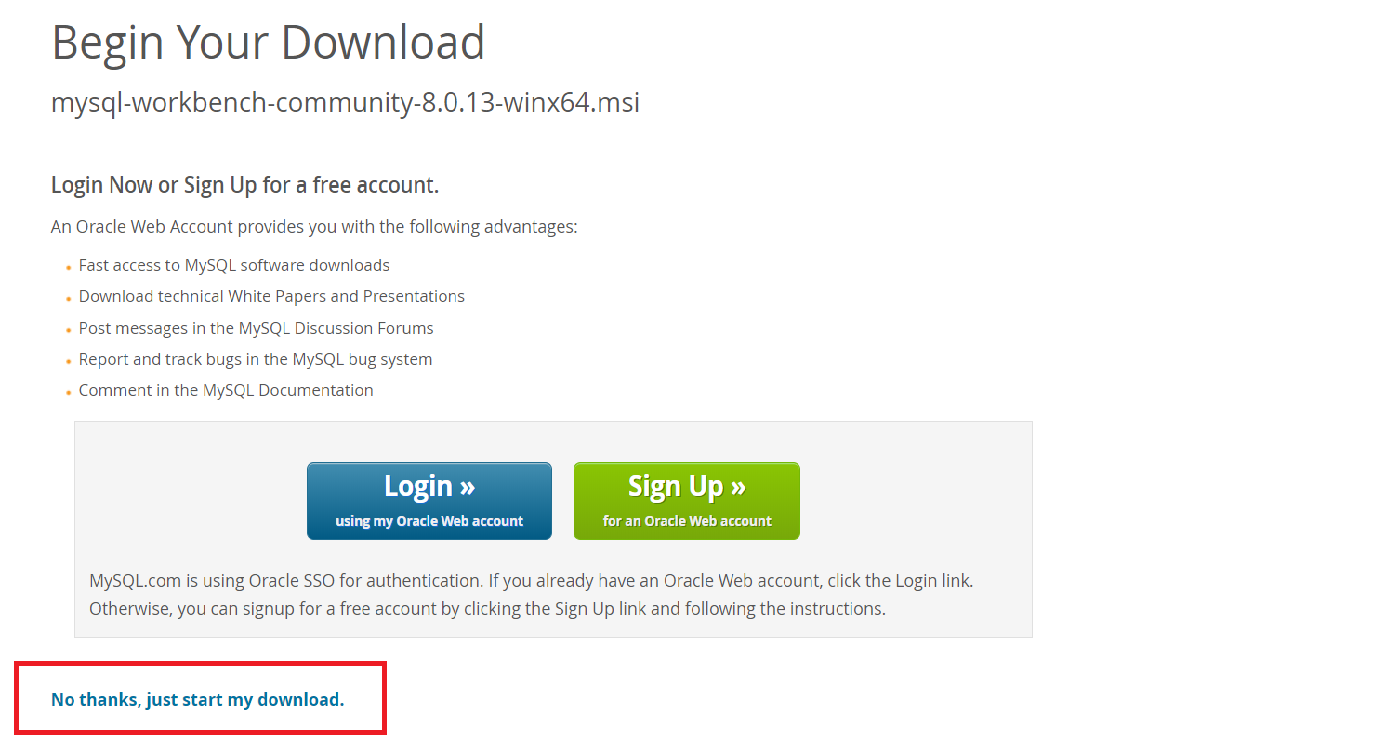 Begin Your Download
mysql-workbench-community-8.0.13-winx64.msi
Login Now or Sign Up for a free account.
An Oracle Web Account provides you with the following advantages:
Fast access to MySQL software downloads
Download technical White Papers and Presentations
Post messages in the MySQL Discussion Forums
Report and track bugs in the MySQL bug system
Comment in the MySQL Documentation
Login »
using my Oracle Web account
Sign Up »
for an Oracle Web account
MySQL.com is using Oracle SSO for authentication. If you already have an Oracle Web account, click the Login link.
Otherwise, you can signup for a free account by clicking the Sign Up link and following the instructions.
No thanks, just start my download.